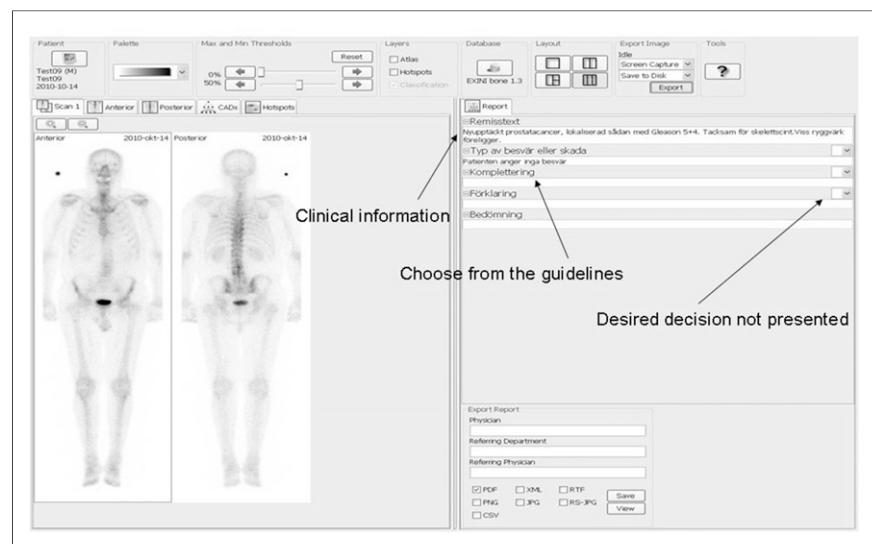 Patient
Palette
Max and Min Thresholds
Layers
Database
Layout
Export Image
Tools
Test09 (M)
Test09
2010-10-14
0%
50%
Reset
Atlas
Hotspots
Classification
EXINI bone 1.3
Idle
Screen Capture
Save to Disk
Export
?
Scan 1
Anterior
Posterior
CADx
Hotspots
Report
Anterior 2010-okt-14
Posterior 2010-okt-14
Remisstext
Nyupptäckt prostatacancer, lokaliserad sådan med Gleason 5+4. Tacksam för skelettscint.Viss ryggvärk
föreligger.
Typ av besvär eller skada
Patienten anger inga besvär
Komplettering
Förklaring
Bedömning
Clinical information
Choose from the guidelines
Desired decision not presented
Export Report
Physician
Referring Department
Referring Physician
PDF XML RTF
PNG JPG RS-JPG
CSV
Save
View